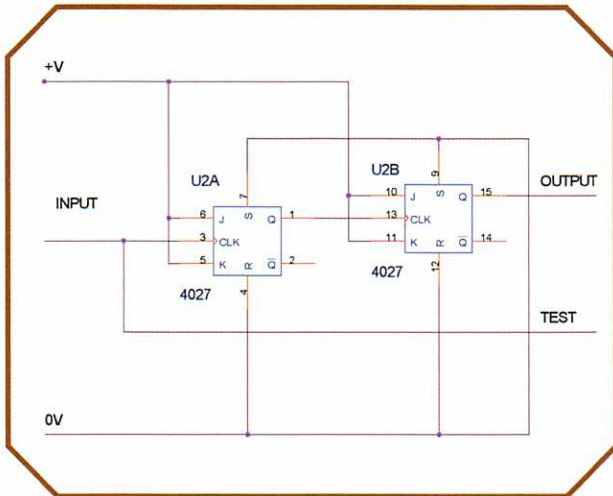 +V
U2A
7
U2B
9
INPUT
10
J
S
Q
15
OUTPUT
6
J
S
Q
1
13
CLK
3
CLK
11
K
R
Q
14
5
K
R
Q
2
4027
12
4027
4
TEST
0V